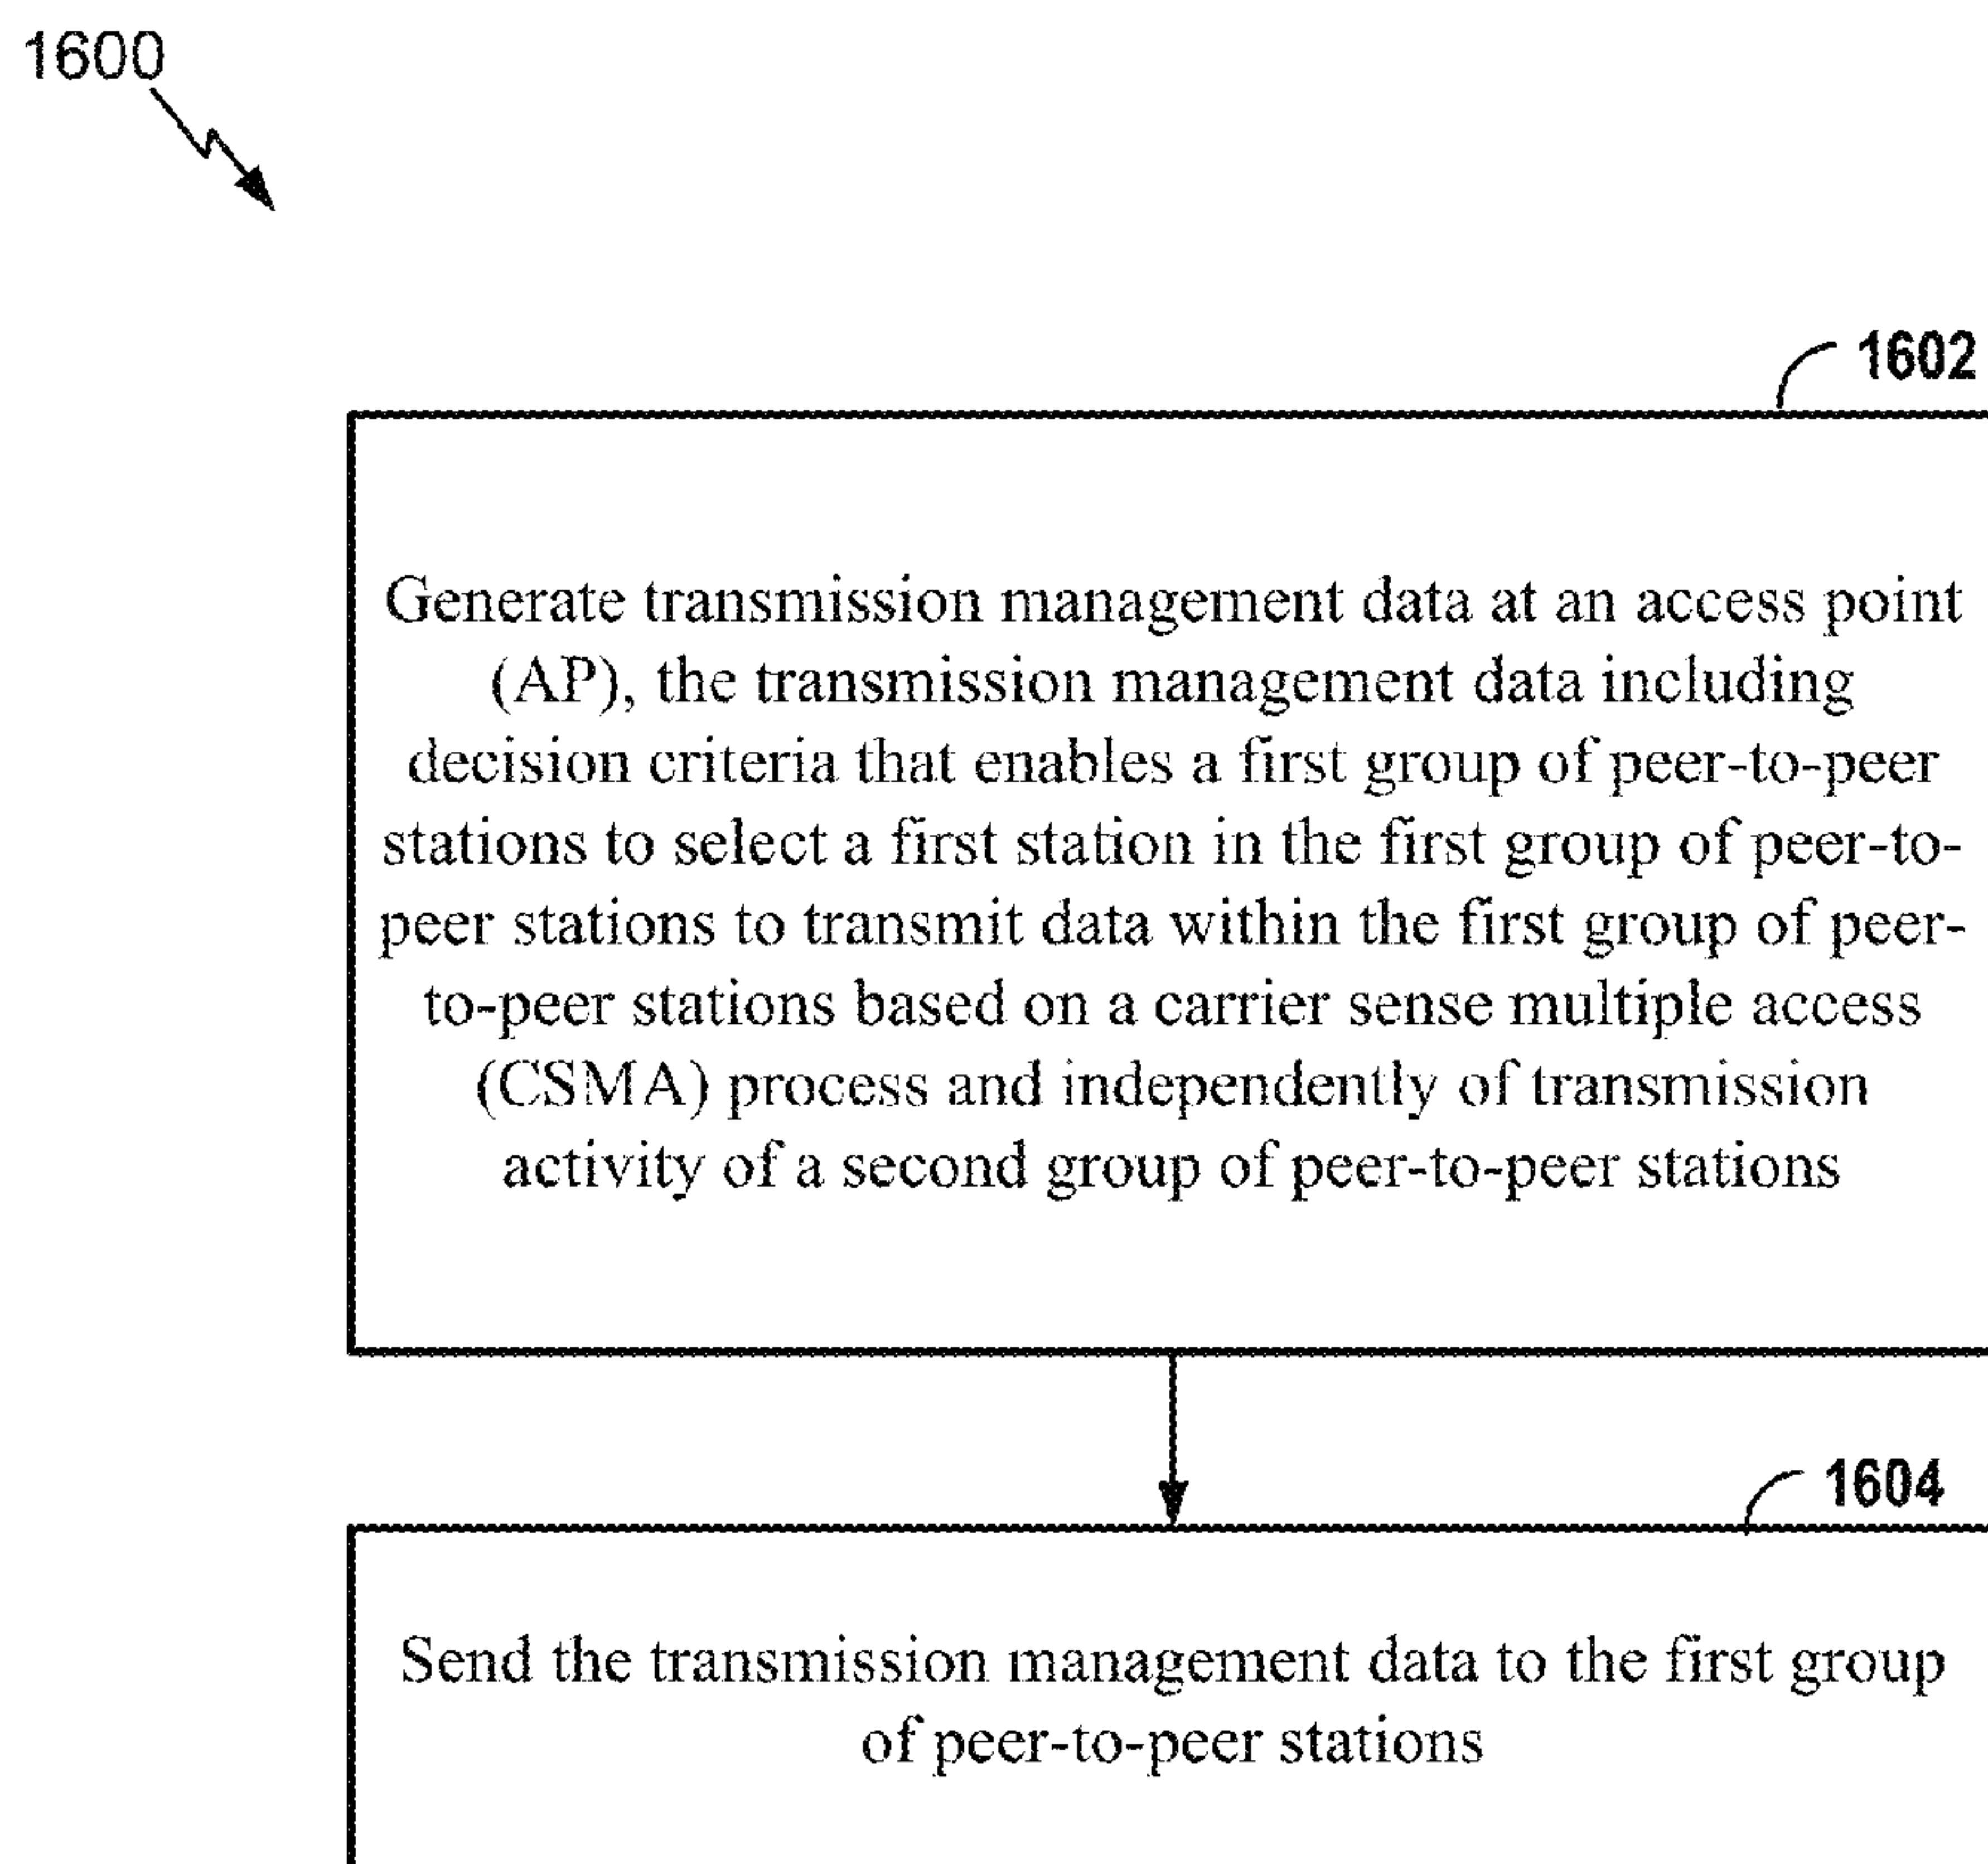 1600
1602
Generate transmission management data at an access point
(AP), the transmission management data including
decision criteria that enables a first group of peer-to-peer
stations to select a first station in the first group of peer-to-
peer stations to transmit data within the first group of peer-
to-peer stations based on a carrier sense multiple access
(CSMA) process and independently of transmission
activity of a second group of peer-to-peer stations
1604
Send the transmission management data to the first group
of peer-to-peer stations